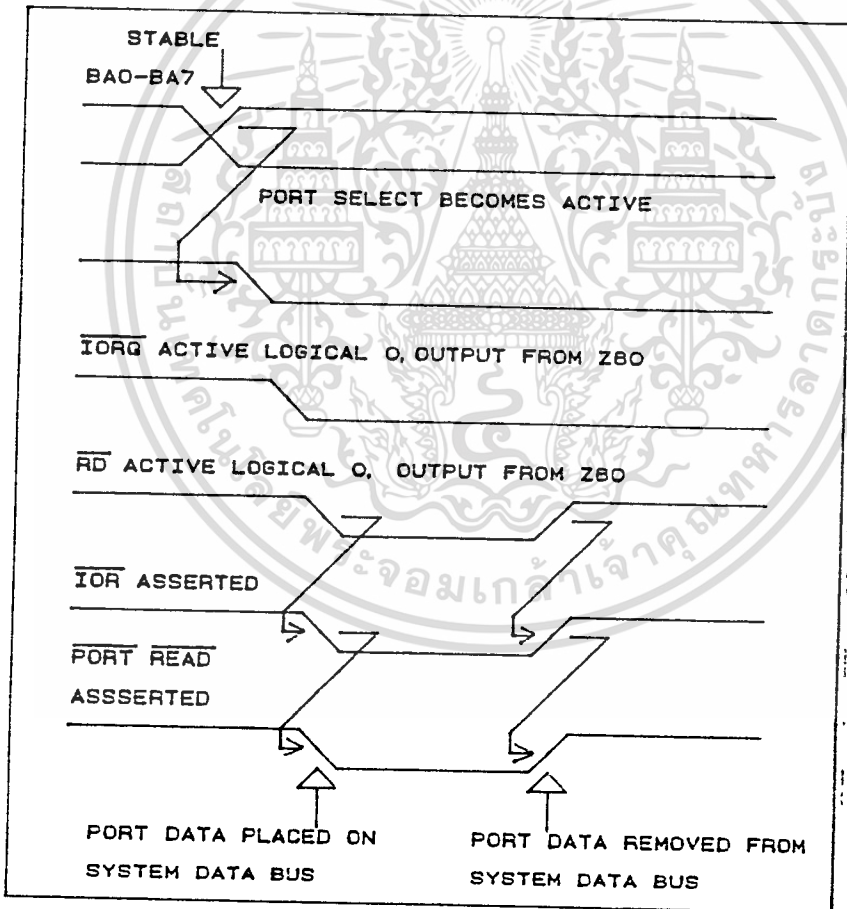 STABLE
BA0-BA7
PORT SELECT BECOMES ACTIVE
IORQ ACTIVE LOGICAL 0, OUTPUT FROM Z80
RD ACTIVE LOGICAL 0, OUTPUT FROM Z80
IOR ASSERTED
PORT READ
ASSSERTED
PORT DATA PLACED ON
SYSTEM DATA BUS
PORT DATA REMOVED FROM
SYSTEM DATA BUS